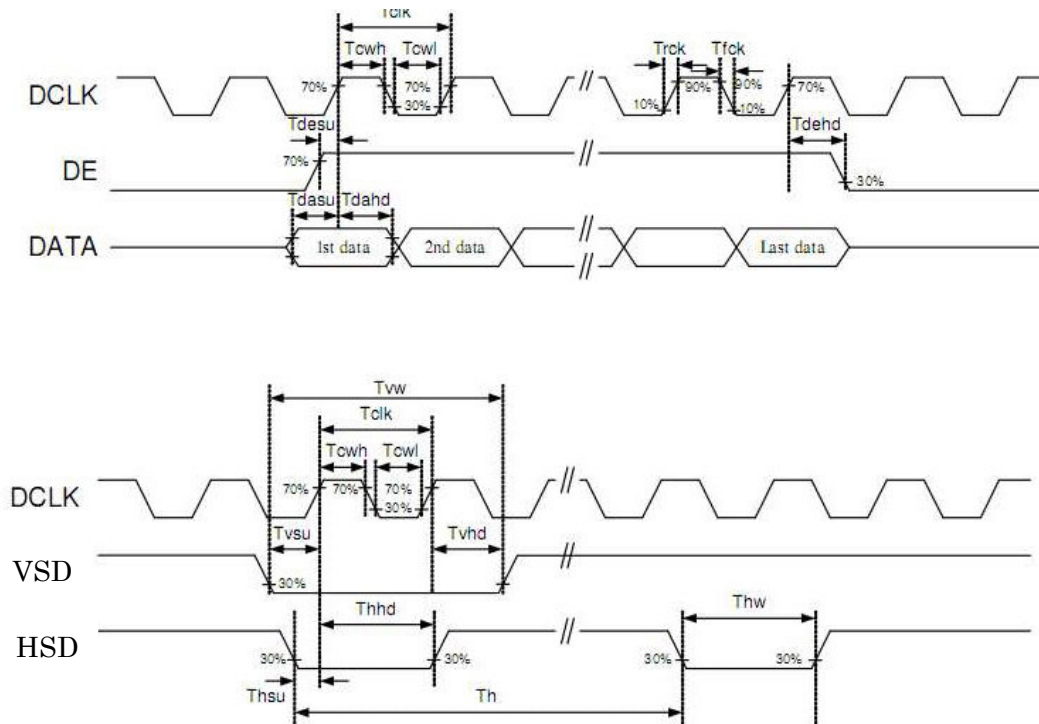 Tclk
Tcwh Tcwl Trck Tfck
DCLK 70% 70% 30% 10% 90% 90% 10% 70%
Tdesu Tdehd
DE 70% 30%
Tdasu Tdahd
DATA 1st data 2nd data Last data
Tvw
Tclk
Tcwh Tcwl
DCLK 70% 70% 70% 30%
Tvsu Tvhd
VSD 30%
Thhd Thw
HSD 30% 30% 30% 30%
Thsu Th